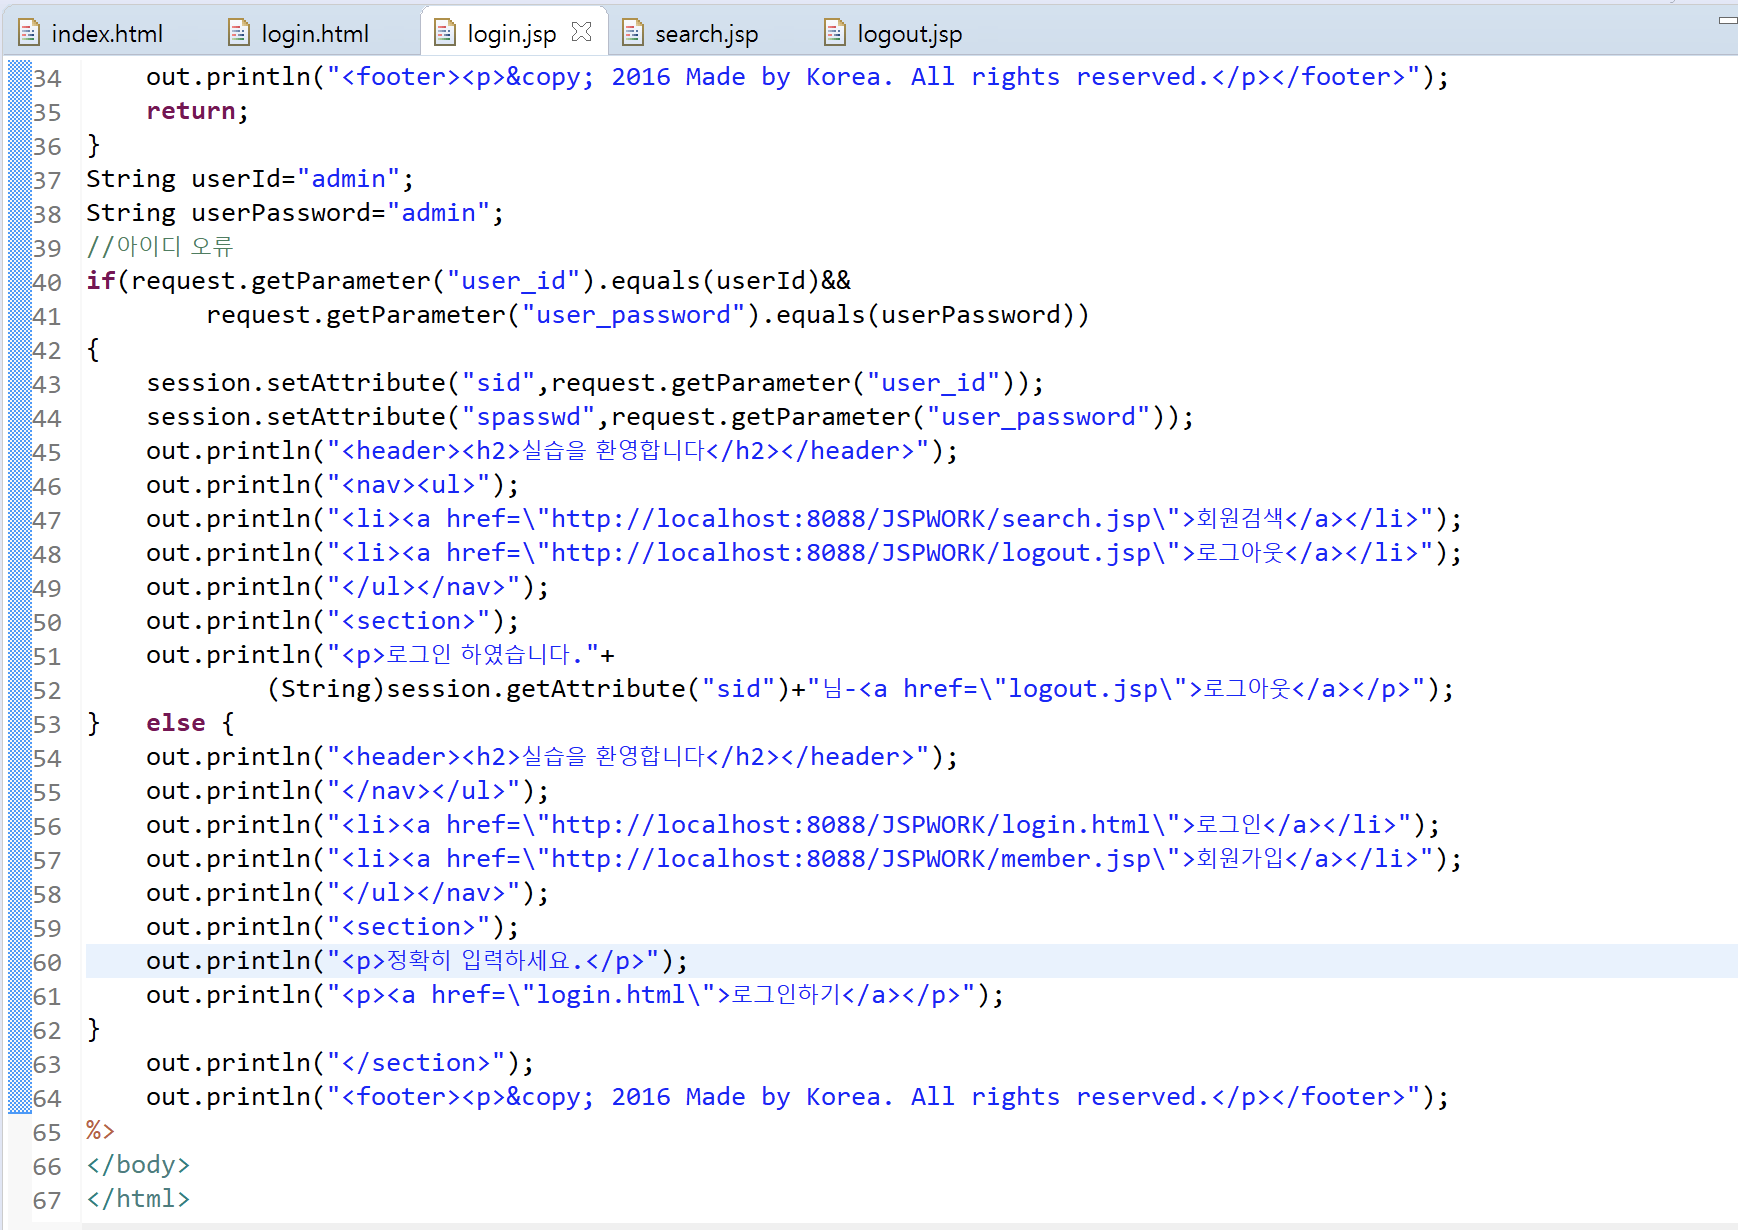 index.html login.html login.jsp search.jsp logout.jsp
34     out.println("<footer><p>&copy; 2016 Made by Korea. All rights reserved.</p></footer>");
35     return;
36 }
37 String userId="admin";
38 String userPassword="admin";
39 //아이디 오류
40 if(request.getParameter("user_id").equals(userId)&&
41         request.getParameter("user_password").equals(userPassword))
42 {
43     session.setAttribute("sid",request.getParameter("user_id"));
44     session.setAttribute("spasswd",request.getParameter("user_password"));
45     out.println("<header><h2>실습을 환영합니다</h2></header>");
46     out.println("<nav><ul>");
47     out.println("<li><a href=\"http://localhost:8088/JSPWORK/search.jsp\">회원검색</a></li>");
48     out.println("<li><a href=\"http://localhost:8088/JSPWORK/logout.jsp\">로그아웃</a></li>");
49     out.println("</ul></nav>");
50     out.println("<section>");
51     out.println("<p>로그인 하였습니다."+
52             (String)session.getAttribute("sid")+"님-<a href=\"logout.jsp\">로그아웃</a></p>");
53 }   else {
54     out.println("<header><h2>실습을 환영합니다</h2></header>");
55     out.println("</nav></ul>");
56     out.println("<li><a href=\"http://localhost:8088/JSPWORK/login.html\">로그인</a></li>");
57     out.println("<li><a href=\"http://localhost:8088/JSPWORK/member.jsp\">회원가입</a></li>");
58     out.println("</ul></nav>");
59     out.println("<section>");
60     out.println("<p>정확히 입력하세요.</p>");
61     out.println("<p><a href=\"login.html\">로그인하기</a></p>");
62 }
63     out.println("</section>");
64     out.println("<footer><p>&copy; 2016 Made by Korea. All rights reserved.</p></footer>");
65 %>
66 </body>
67 </html>